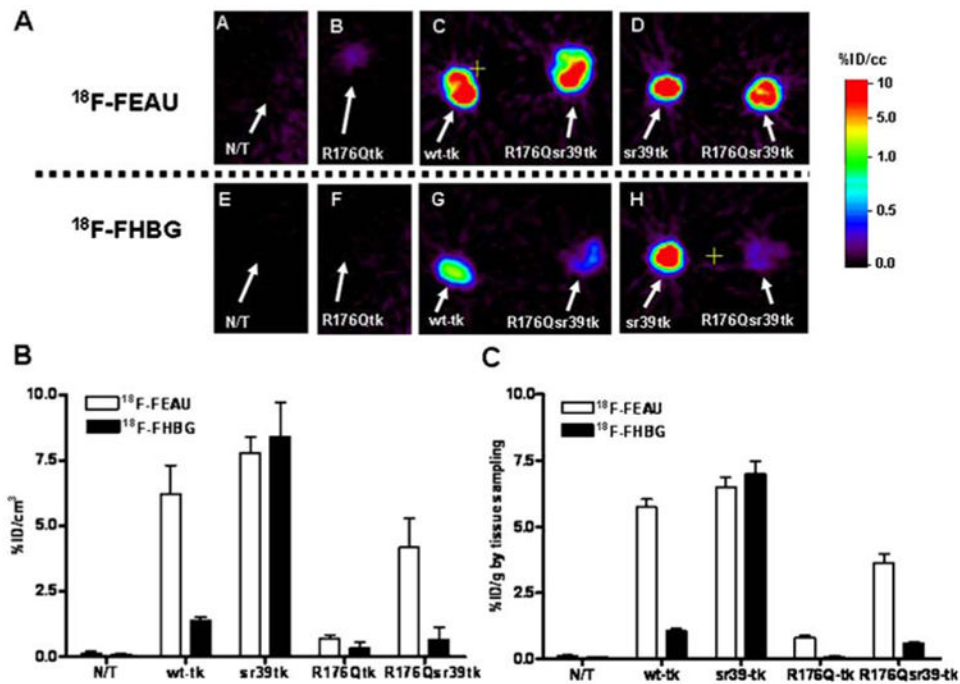 A
A
B
C
D
18F-FEAU
N/T
R176Qtk
wt-tk
R176Qsr39tk
sr39tk
R176Qsr39tk
%ID/cc
10
5.0
1.0
0.5
0.0
18F-FHBG
E
F
G
H
N/T
R176Qtk
wt-tk
R176Qsr39tk
sr39tk
R176Qsr39tk
B
18F-FEAU
18F-FHBG
%ID/cm3
10.0
7.5
5.0
2.5
0.0
N/T
wt-tk
sr39tk
R176Qtk
R176Qsr39tk
C
18F-FEAU
18F-FHBG
%ID/g by tissue sampling
10.0
7.5
5.0
2.5
0.0
N/T
wt-tk
sr39-tk
R176Q-tk
R176Qsr39-tk